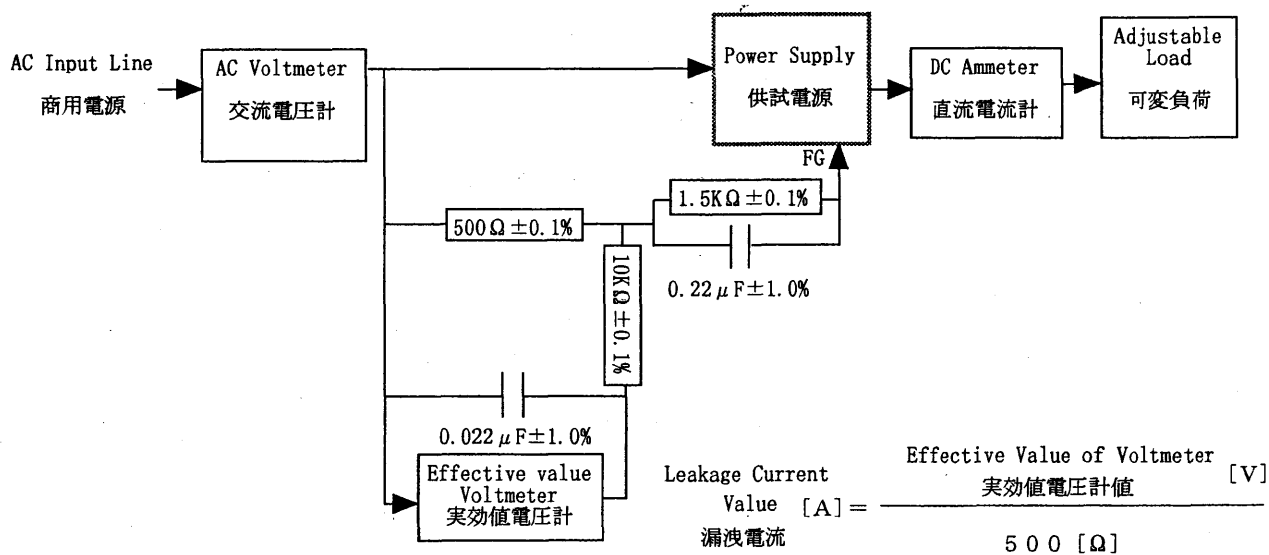 AC Input Line
商用電源
AC Voltmeter
交流電圧計
Power Supply
供試電源
FG
DC Ammeter
直流電流計
Adjustable
Load
可変負荷
500Ω±0.1%
1.5KΩ±0.1%
0.22μF±1.0%
10KΩ±0.1%
0.022μF±1.0%
Effective value
Voltmeter
実効値電圧計
Leakage Current
Value [A]=
漏洩電流
Effective Value of Voltmeter
実効値電圧計値 [V]
500 [Ω]